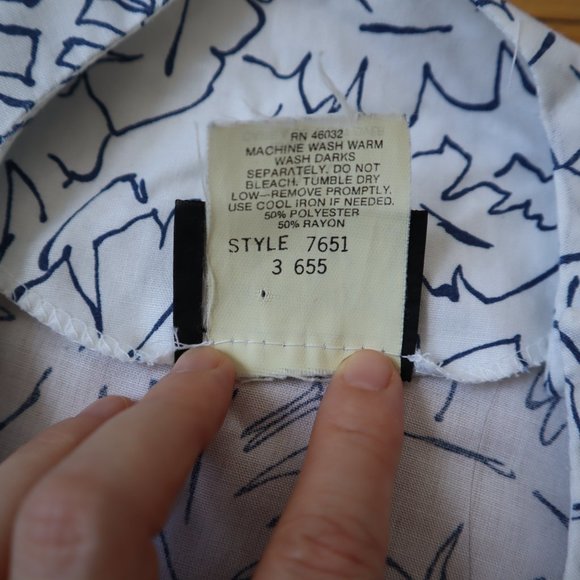 RN 46032
MACHINE WASH WARM
WASH DARKS
SEPARATELY. DO NOT
BLEACH. TUMBLE DRY
LOW—REMOVE PROMPTLY.
USE COOL IRON IF NEEDED.
50% POLYESTER
50% RAYON
STYLE 7651
3 655